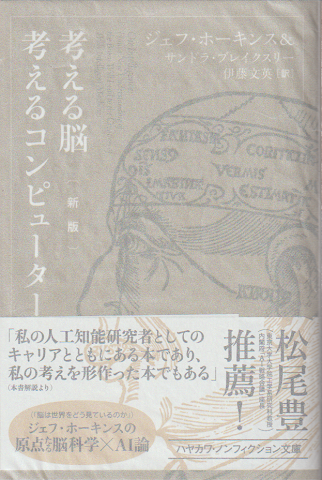 ジェフ・ホーキンス&
サンドラ・ブレイクスリー
伊藤文英［訳］
考える脳
考えるコンピューター
新版
SENSUS
VERMIS
ESTIMATI
「私の人工知能研究者としての
キャリアとともにある本であり、
私の考えを形作った本でもある」
（本書解説より）
松尾豊
推薦！
『脳は世界をどう見ているのか』
ジェフ・ホーキンスの
原点たる脳科学×AI論
ハヤカワ・ノンフィクション文庫